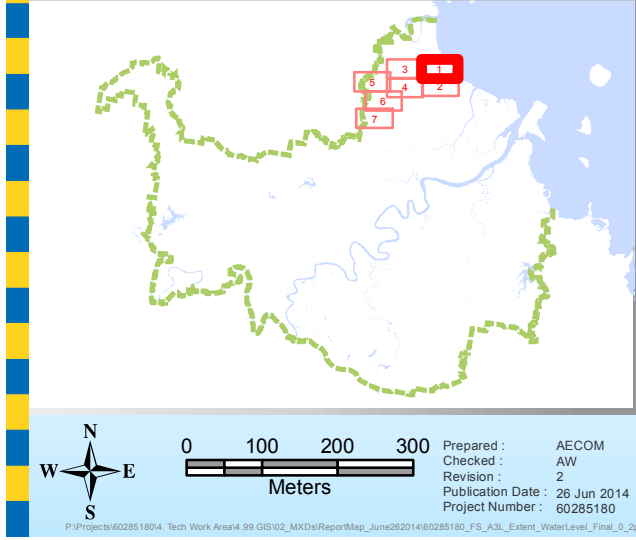 3 1
5 4 2
6
7
N
W E
S
0 100 200 300
Meters
Prepared : AECOM
Checked : AW
Revision : 2
Publication Date : 26 Jun 2014
Project Number : 60285180
P:\Projects\60285180\4. Tech Work Area\4.99 GIS\02_MXDs\ReportMap_June262014\60285180_FS_A3L_Extent_WaterLevel_Final_0_2p